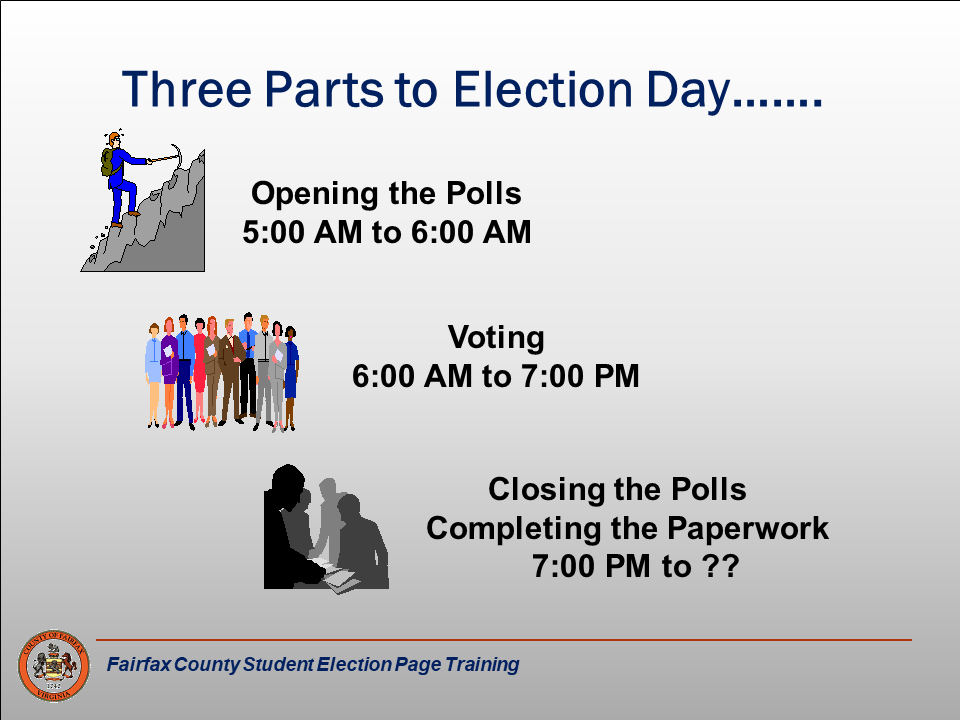 Three Parts to Election Day.......
Opening the Polls
5:00 AM to 6:00 AM
Voting
6:00 AM to 7:00 PM
Closing the Polls
Completing the Paperwork
7:00 PM to ??
COUNTY OF FAIRFAX
1742
VIRGINIA
Fairfax County Student Election Page Training